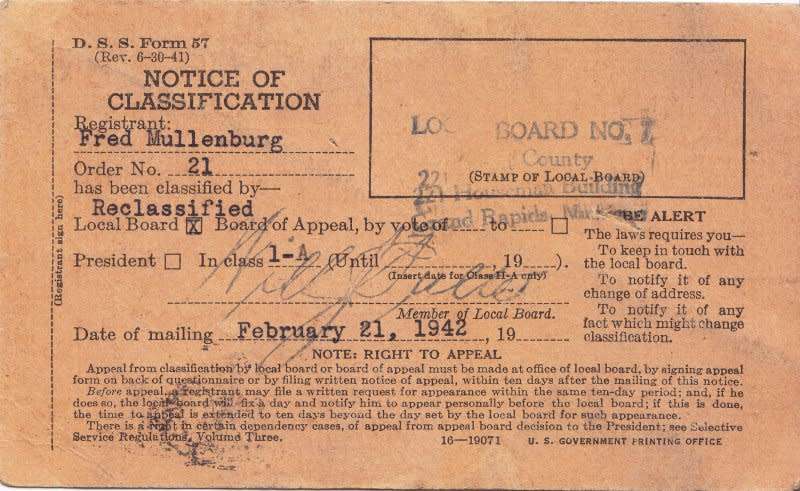 D. S. S. Form 57
(Rev. 6-30-41)
NOTICE OF
CLASSIFICATION
Registrant:
Fred Mullenburg
Order No. 21
has been classified by—
Reclassified
Local Board [X] Board of Appeal, by vote of to □
President □ In class 1-A (Until , 19 ).
(Insert date for Class II-A only)
Member of Local Board.
Date of mailing February 21, 1942, 19
BOARD NO. 1
County
(STAMP OF LOCAL BOARD)
221 Houseman Building
Rapids,
BE ALERT
The laws requires you—
To keep in touch with
the local board.
To notify it of any
change of address.
To notify it of any
fact which might change
classification.
(Registrant sign here)
NOTE: RIGHT TO APPEAL
Appeal from classification by local board or board of appeal must be made at office of local board, by signing appeal
form on back of questionnaire or by filing written notice of appeal, within ten days after the mailing of this notice.
Before appeal, a registrant may file a written request for appearance within the same ten-day period; and, if he
does so, the local board will fix a day and notify him to appear personally before the local board; if this is done,
the time to appeal is extended to ten days beyond the day set by the local board for such appearance.
There is a right in certain dependency cases, of appeal from appeal board decision to the President; see Selective
Service Regulations, Volume Three.
16—19071 U. S. GOVERNMENT PRINTING OFFICE